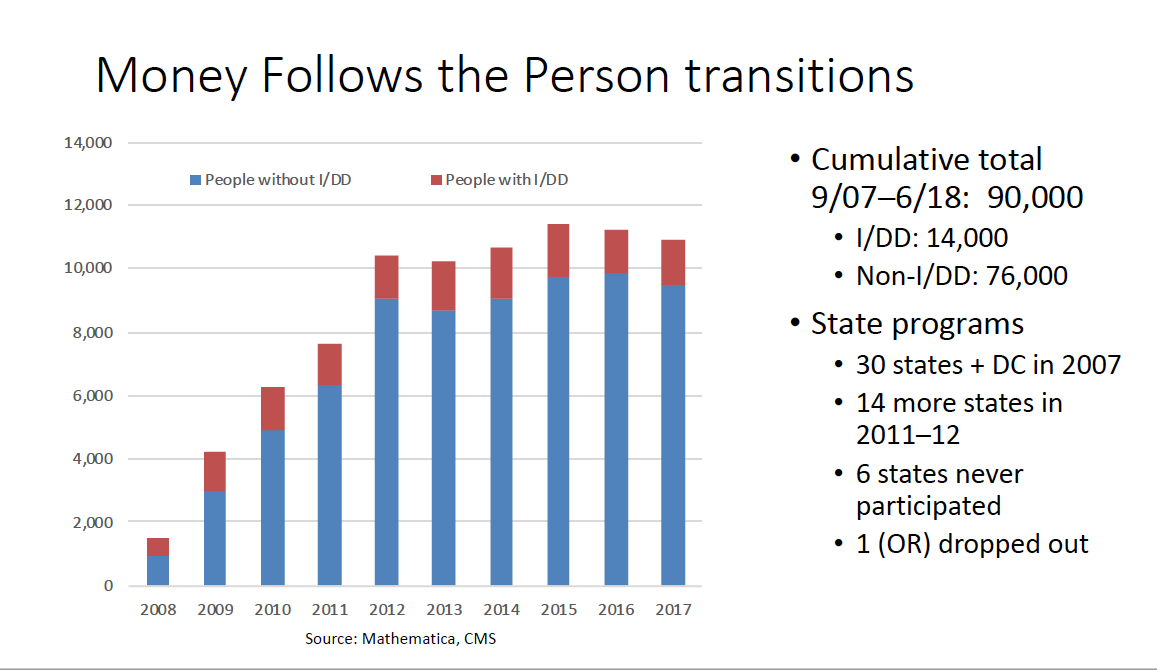 Money Follows the Person transitions
14,000
12,000
10,000
8,000
6,000
4,000
2,000
0
People without I/DD
People with I/DD
2008 2009 2010 2011 2012 2013 2014 2015 2016 2017
Source: Mathematica, CMS
• Cumulative total
9/07–6/18: 90,000
• I/DD: 14,000
• Non-I/DD: 76,000
• State programs
• 30 states + DC in 2007
• 14 more states in
2011–12
• 6 states never
participated
• 1 (OR) dropped out